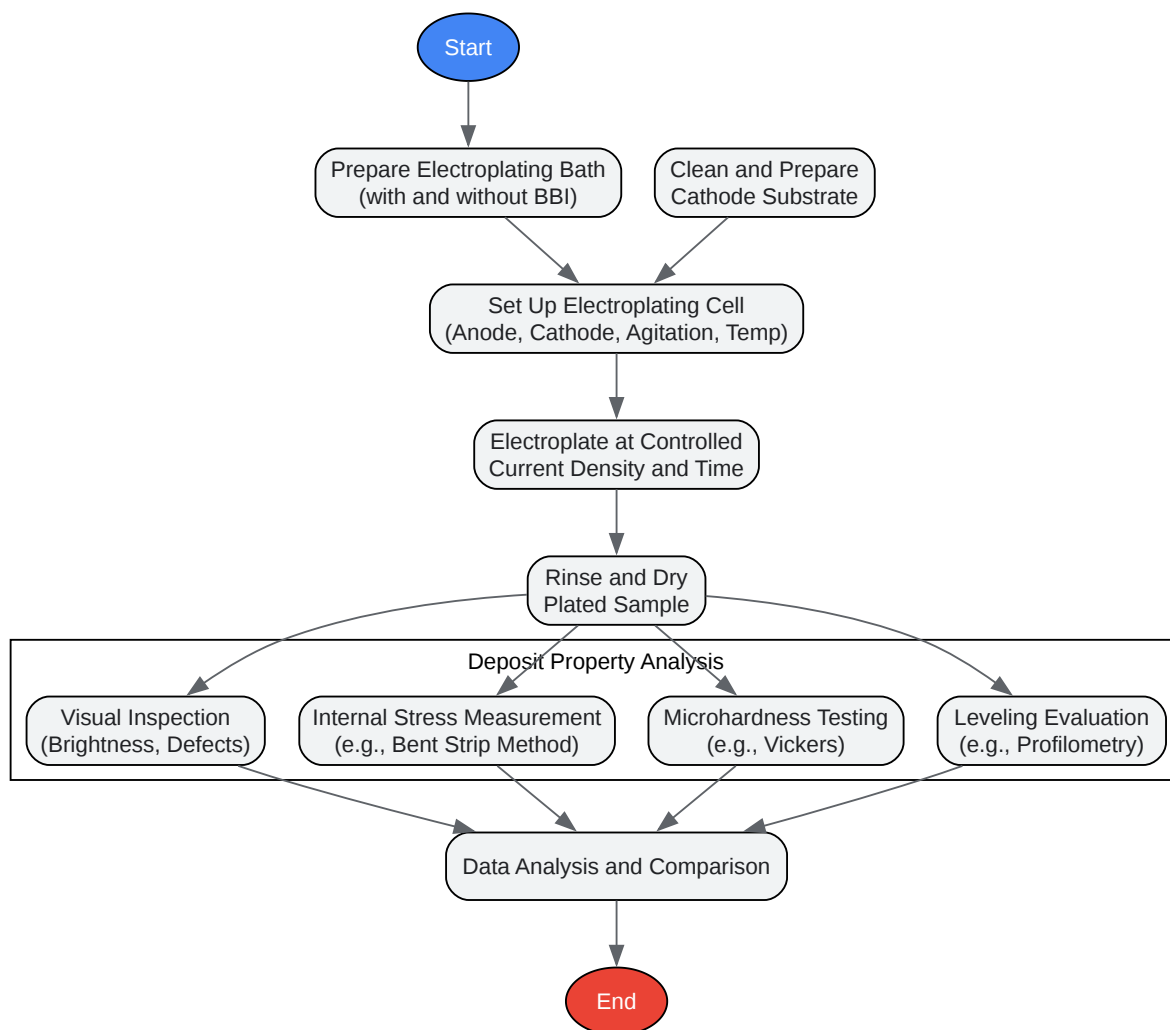 Start
Prepare Electroplating Bath
(with and without BBI)
Clean and Prepare
Cathode Substrate
Set Up Electroplating Cell
(Anode, Cathode, Agitation, Temp)
Electroplate at Controlled
Current Density and Time
Rinse and Dry
Plated Sample
Deposit Property Analysis
Visual Inspection
(Brightness, Defects)
Internal Stress Measurement
(e.g., Bent Strip Method)
Microhardness Testing
(e.g., Vickers)
Leveling Evaluation
(e.g., Profilometry)
Data Analysis and Comparison
End